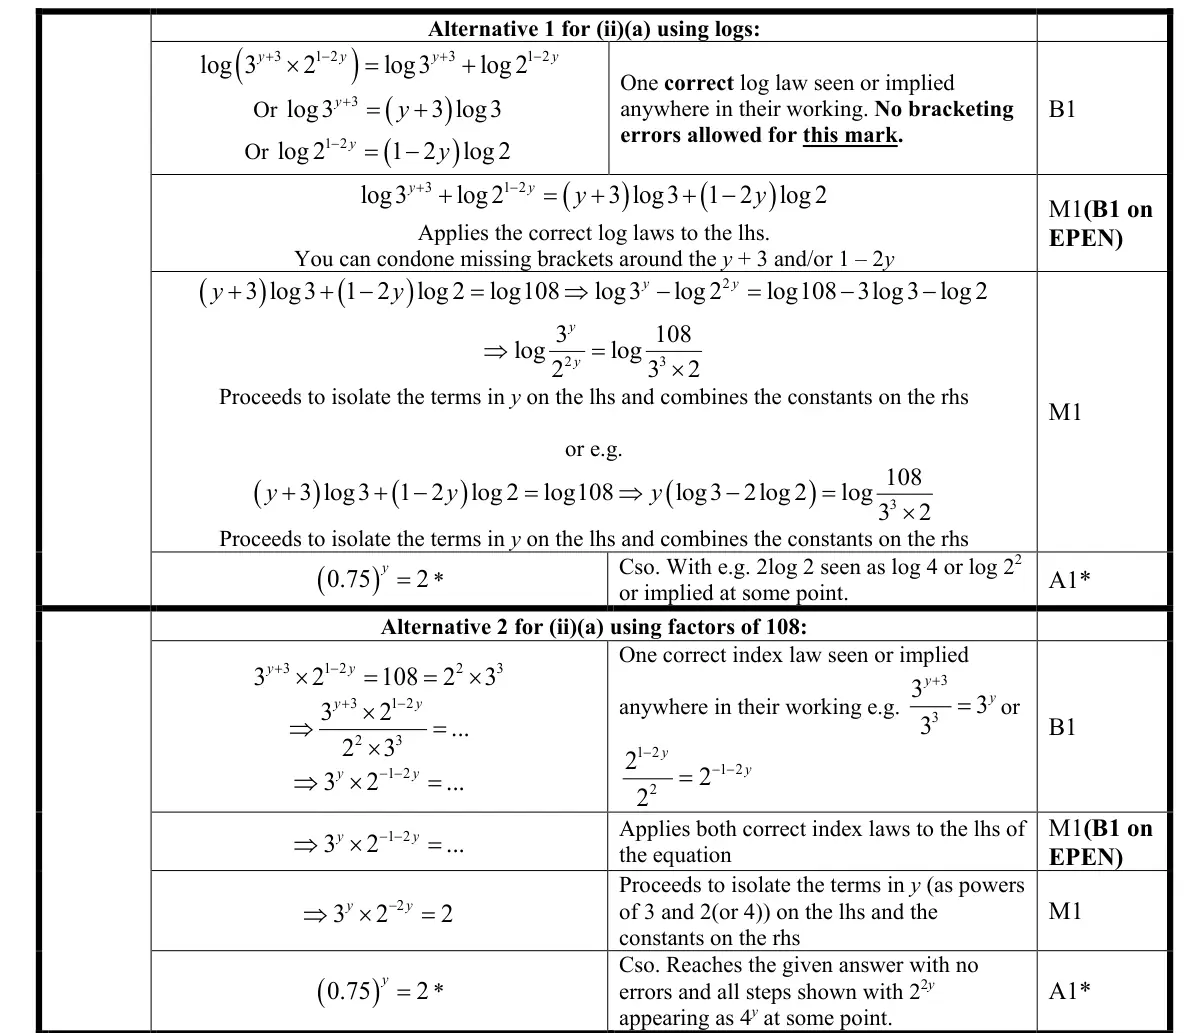 Alternative 1 for (ii)(a) using logs:
log(3^{y+3} × 2^{1−2y}) = log 3^{y+3} + log 2^{1−2y}
Or log 3^{y+3} = (y + 3) log 3
Or log 2^{1−2y} = (1 − 2y) log 2
One correct log law seen or implied
anywhere in their working. No bracketing
errors allowed for this mark.
B1
log 3^{y+3} + log 2^{1−2y} = (y + 3) log 3 + (1 − 2y) log 2
Applies the correct log laws to the lhs.
You can condone missing brackets around the y + 3 and/or 1 – 2y
M1(B1 on
EPEN)
(y + 3) log 3 + (1 − 2y) log 2 = log 108 ⇒ log 3^y − log 2^{2y} = log 108 − 3 log 3 − log 2
⇒ log \frac{3^y}{2^{2y}} = log \frac{108}{3^3 × 2}
Proceeds to isolate the terms in y on the lhs and combines the constants on the rhs
or e.g.
(y + 3) log 3 + (1 − 2y) log 2 = log 108 ⇒ y(log 3 − 2 log 2) = log \frac{108}{3^3 × 2}
Proceeds to isolate the terms in y on the lhs and combines the constants on the rhs
M1
(0.75)^y = 2 *
Cso. With e.g. 2log 2 seen as log 4 or log 2^2
or implied at some point.
A1*
Alternative 2 for (ii)(a) using factors of 108:
3^{y+3} × 2^{1−2y} = 108 = 2^2 × 3^3
⇒ \frac{3^{y+3} × 2^{1−2y}}{2^2 × 3^3} = ...
⇒ 3^y × 2^{−1−2y} = ...
One correct index law seen or implied
anywhere in their working e.g. \frac{3^{y+3}}{3^3} = 3^y or
\frac{2^{1−2y}}{2^2} = 2^{−1−2y}
B1
⇒ 3^y × 2^{−1−2y} = ...
Applies both correct index laws to the lhs of
the equation
M1(B1 on
EPEN)
⇒ 3^y × 2^{−2y} = 2
Proceeds to isolate the terms in y (as powers
of 3 and 2(or 4)) on the lhs and the
constants on the rhs
M1
(0.75)^y = 2 *
Cso. Reaches the given answer with no
errors and all steps shown with 2^{2y}
appearing as 4^y at some point.
A1*